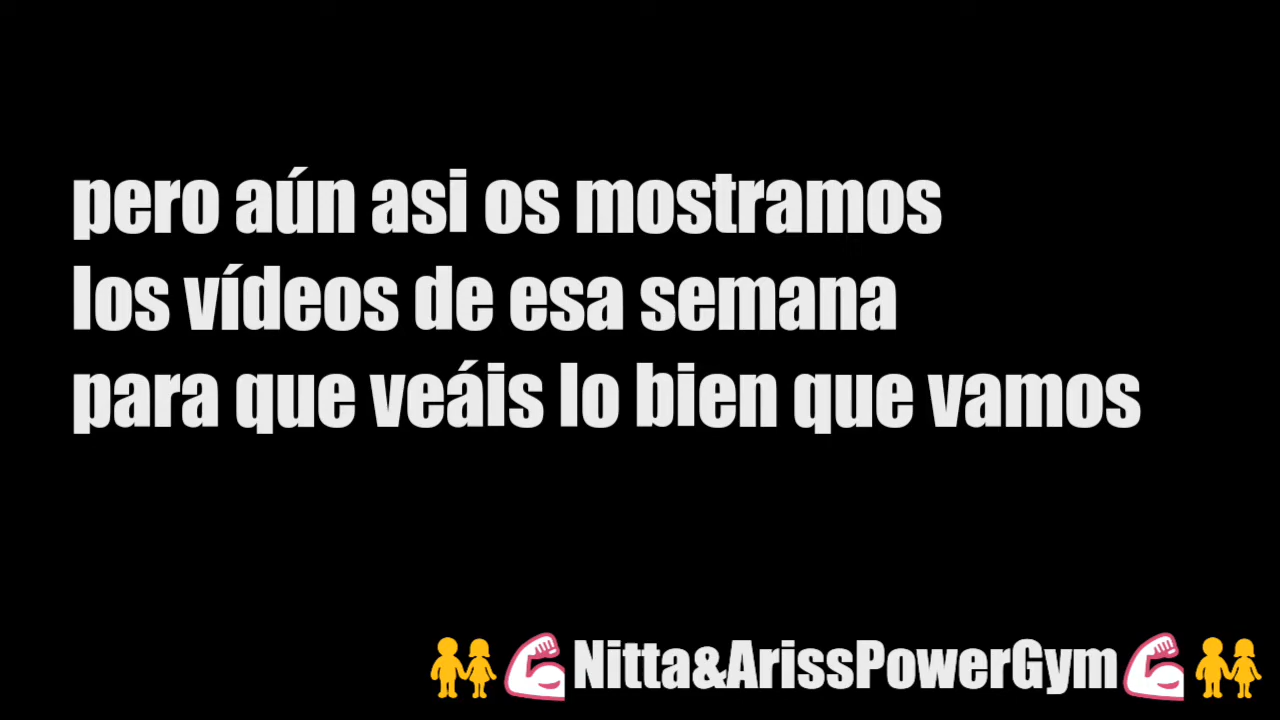 pero aún asi os mostramos
los vídeos de esa semana
para que veáis lo bien que vamos
👫💪Nitta&ArissPowerGym💪👫